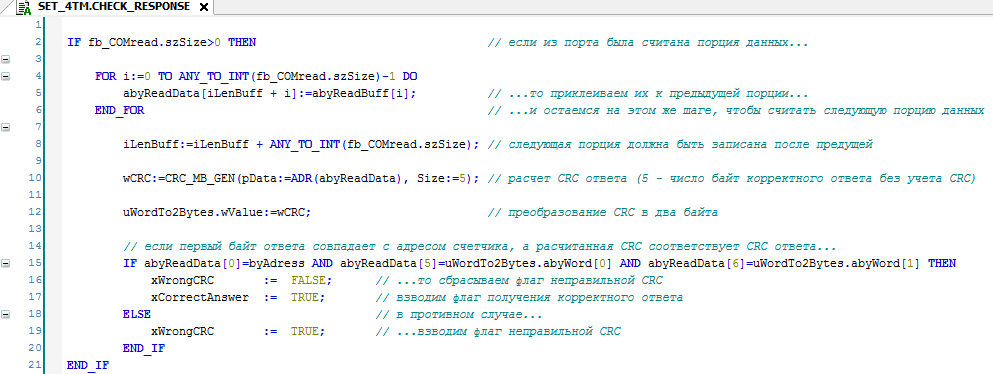 SET_4TM.CHECK_RESPONSE
1
2 IF fb_COMread.szSize>0 THEN // если из порта была считана порция данных...
3
4 FOR i:=0 TO ANY_TO_INT(fb_COMread.szSize)-1 DO
5 abyReadData[iLenBuff + i]:=abyReadBuff[i]; // ...то приклеиваем их к предыдущей порции...
6 END_FOR // ...и остаемся на этом же шаге, чтобы считать следующую порцию данных
7
8 iLenBuff:=iLenBuff + ANY_TO_INT(fb_COMread.szSize); // следующая порция должна быть записана после предущей
9
10 wCRC:=CRC_MB_GEN(pData:=ADR(abyReadData), Size:=5); // расчет CRC ответа (5 - число байт корректного ответа без учета CRC)
11
12 uWordTo2Bytes.wValue:=wCRC; // преобразование CRC в два байта
13
14 // если первый байт ответа совпадает с адресом счетчика, а расчитанная CRC соответствует CRC ответа...
15 IF abyReadData[0]=byAdress AND abyReadData[5]=uWordTo2Bytes.abyWord[0] AND abyReadData[6]=uWordTo2Bytes.abyWord[1] THEN
16 xWrongCRC := FALSE; // ...то сбрасываем флаг неправильной CRC
17 xCorrectAnswer := TRUE; // взводим флаг получения корректного ответа
18 ELSE // в противном случае...
19 xWrongCRC := TRUE; // ...взводим флаг неправильной CRC
20 END_IF
21 END_IF